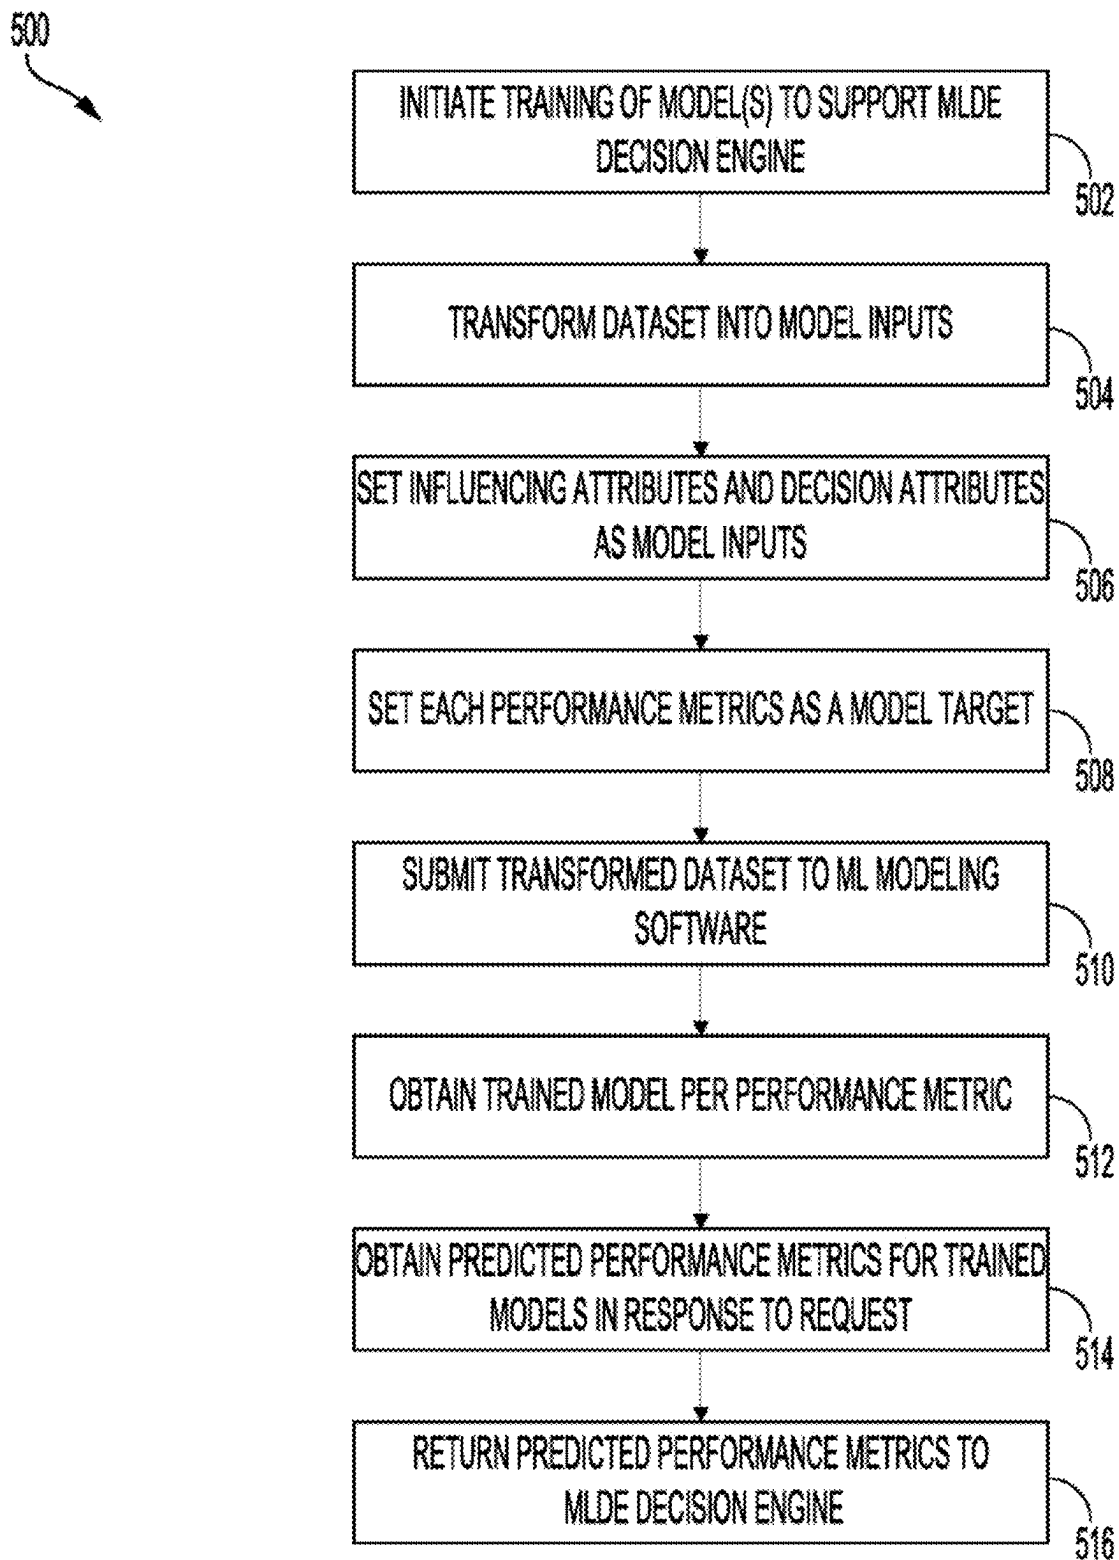 500
INITIATE TRAINING OF MODEL(S) TO SUPPORT MLDE
DECISION ENGINE
502
TRANSFORM DATASET INTO MODEL INPUTS
504
SET INFLUENCING ATTRIBUTES AND DECISION ATTRIBUTES
AS MODEL INPUTS
506
SET EACH PERFORMANCE METRICS AS A MODEL TARGET
508
SUBMIT TRANSFORMED DATASET TO ML MODELING
SOFTWARE
510
OBTAIN TRAINED MODEL PER PERFORMANCE METRIC
512
OBTAIN PREDICTED PERFORMANCE METRICS FOR TRAINED
MODELS IN RESPONSE TO REQUEST
514
RETURN PREDICTED PERFORMANCE METRICS TO
MLDE DECISION ENGINE
516